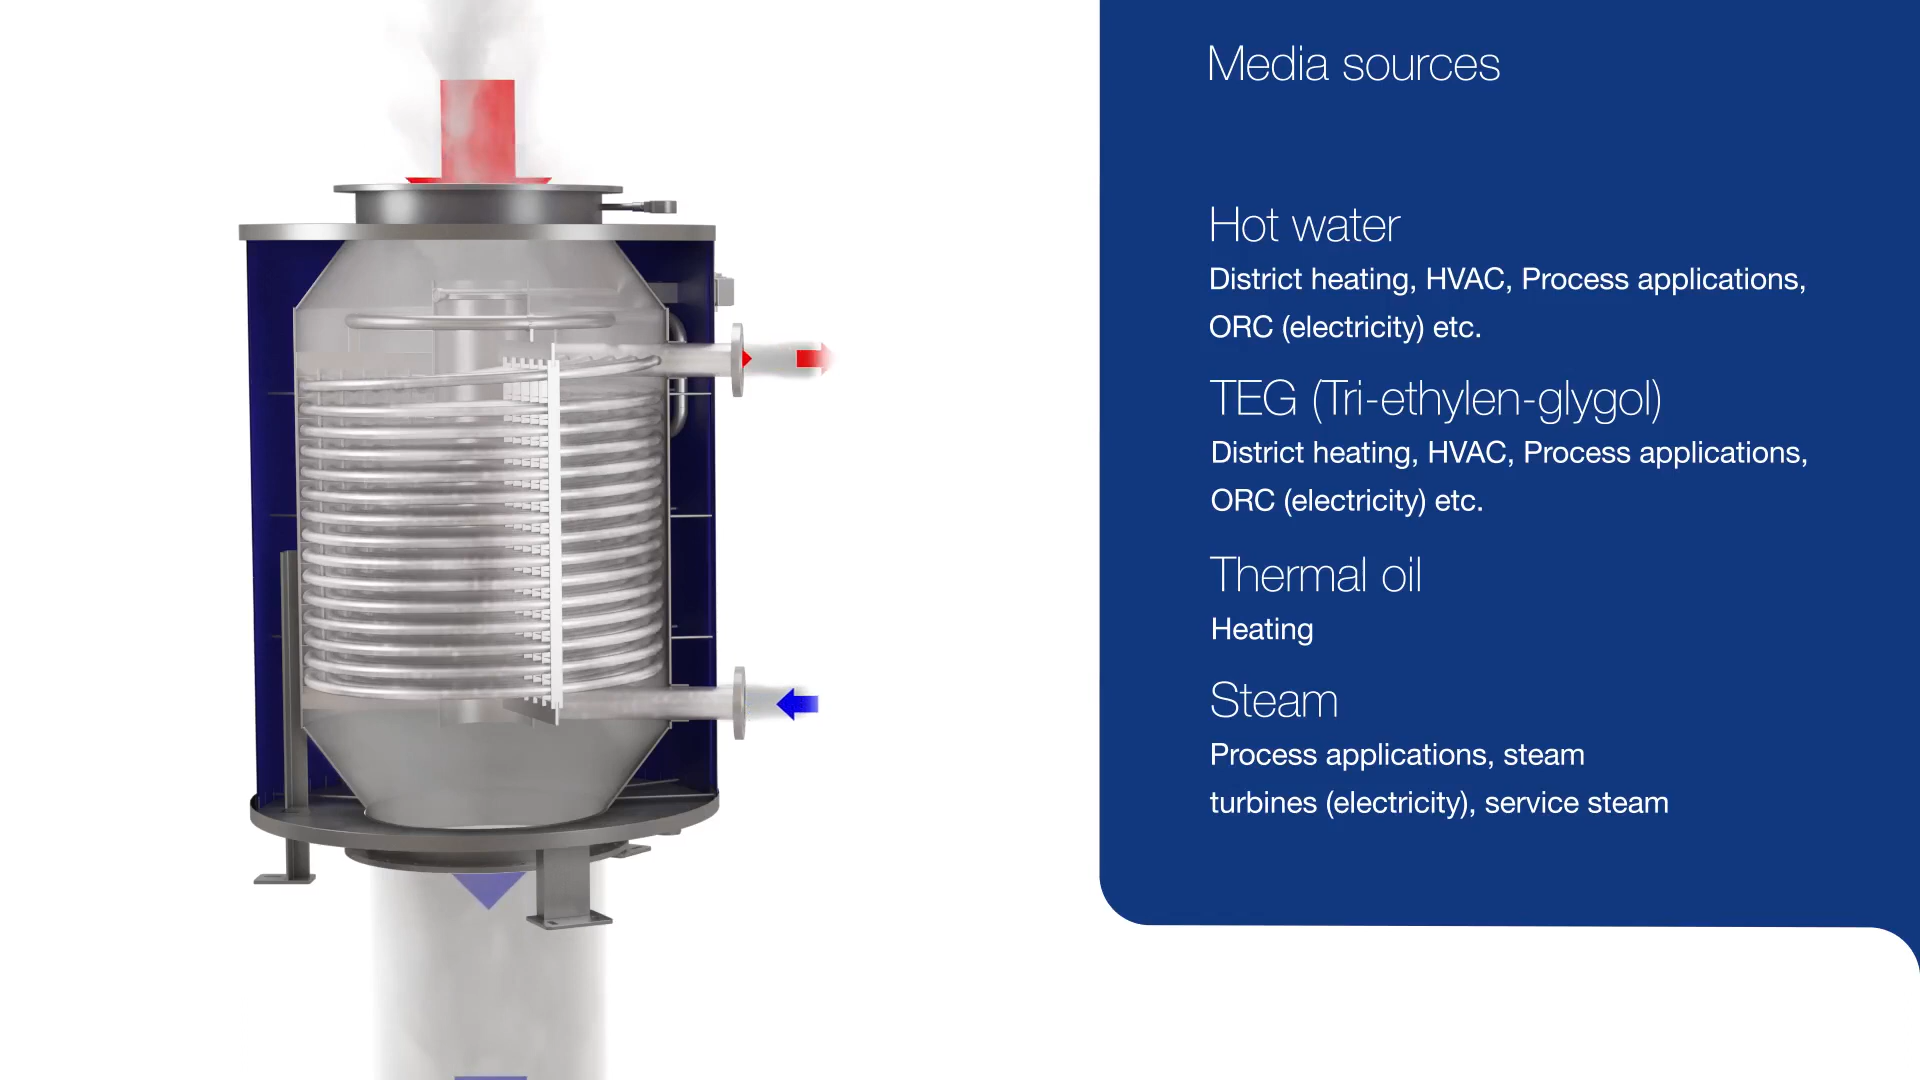 Media sources
Hot water
District heating, HVAC, Process applications,
ORC (electricity) etc.
TEG (Tri-ethylen-glygol)
District heating, HVAC, Process applications,
ORC (electricity) etc.
Thermal oil
Heating
Steam
Process applications, steam
turbines (electricity), service steam